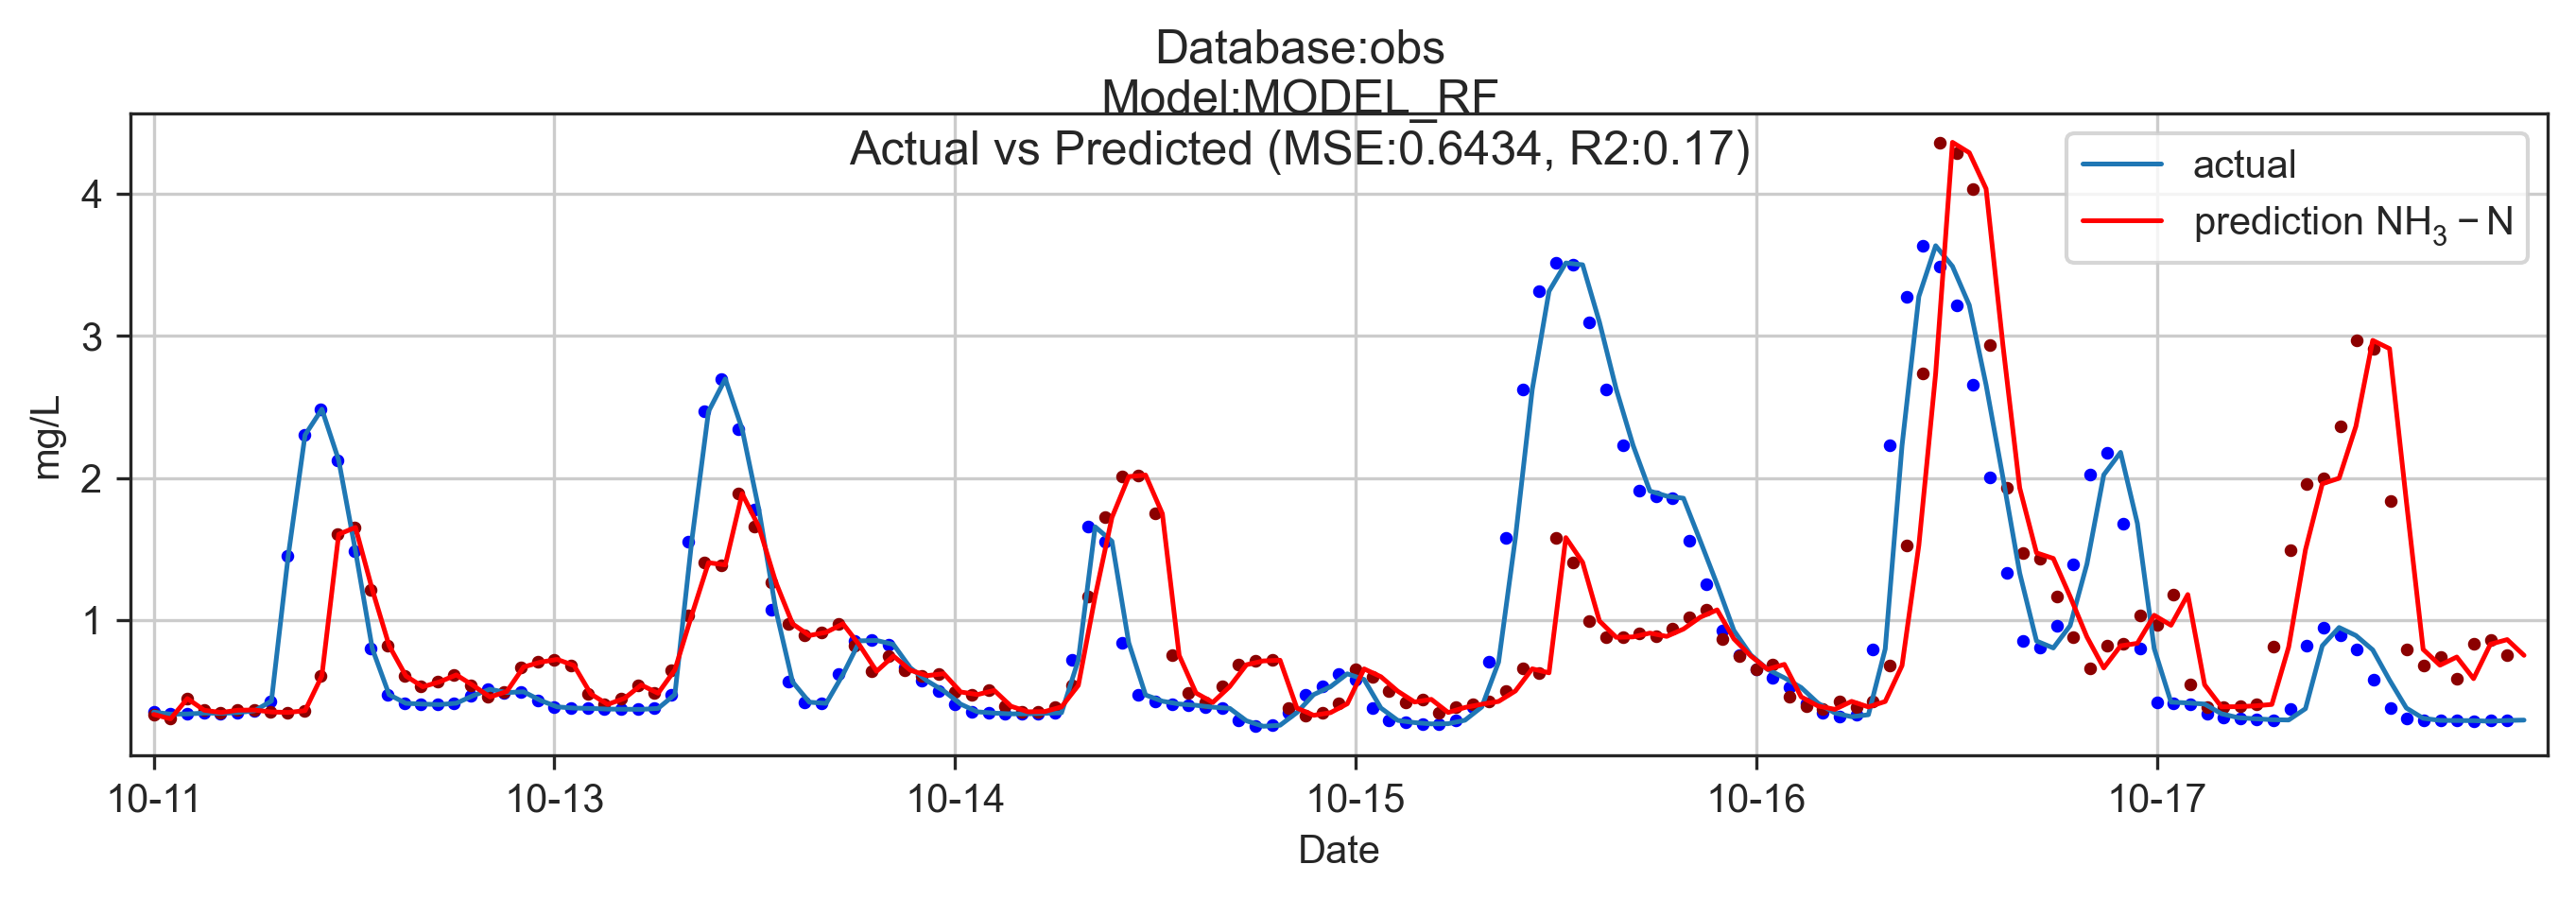 Database:obs
Model:MODEL_RF
Actual vs Predicted (MSE:0.6434, R2:0.17)
actual
prediction NH₃ − N
4
3
2
1
mg/L
10-11 10-13 10-14 10-15 10-16 10-17
Date